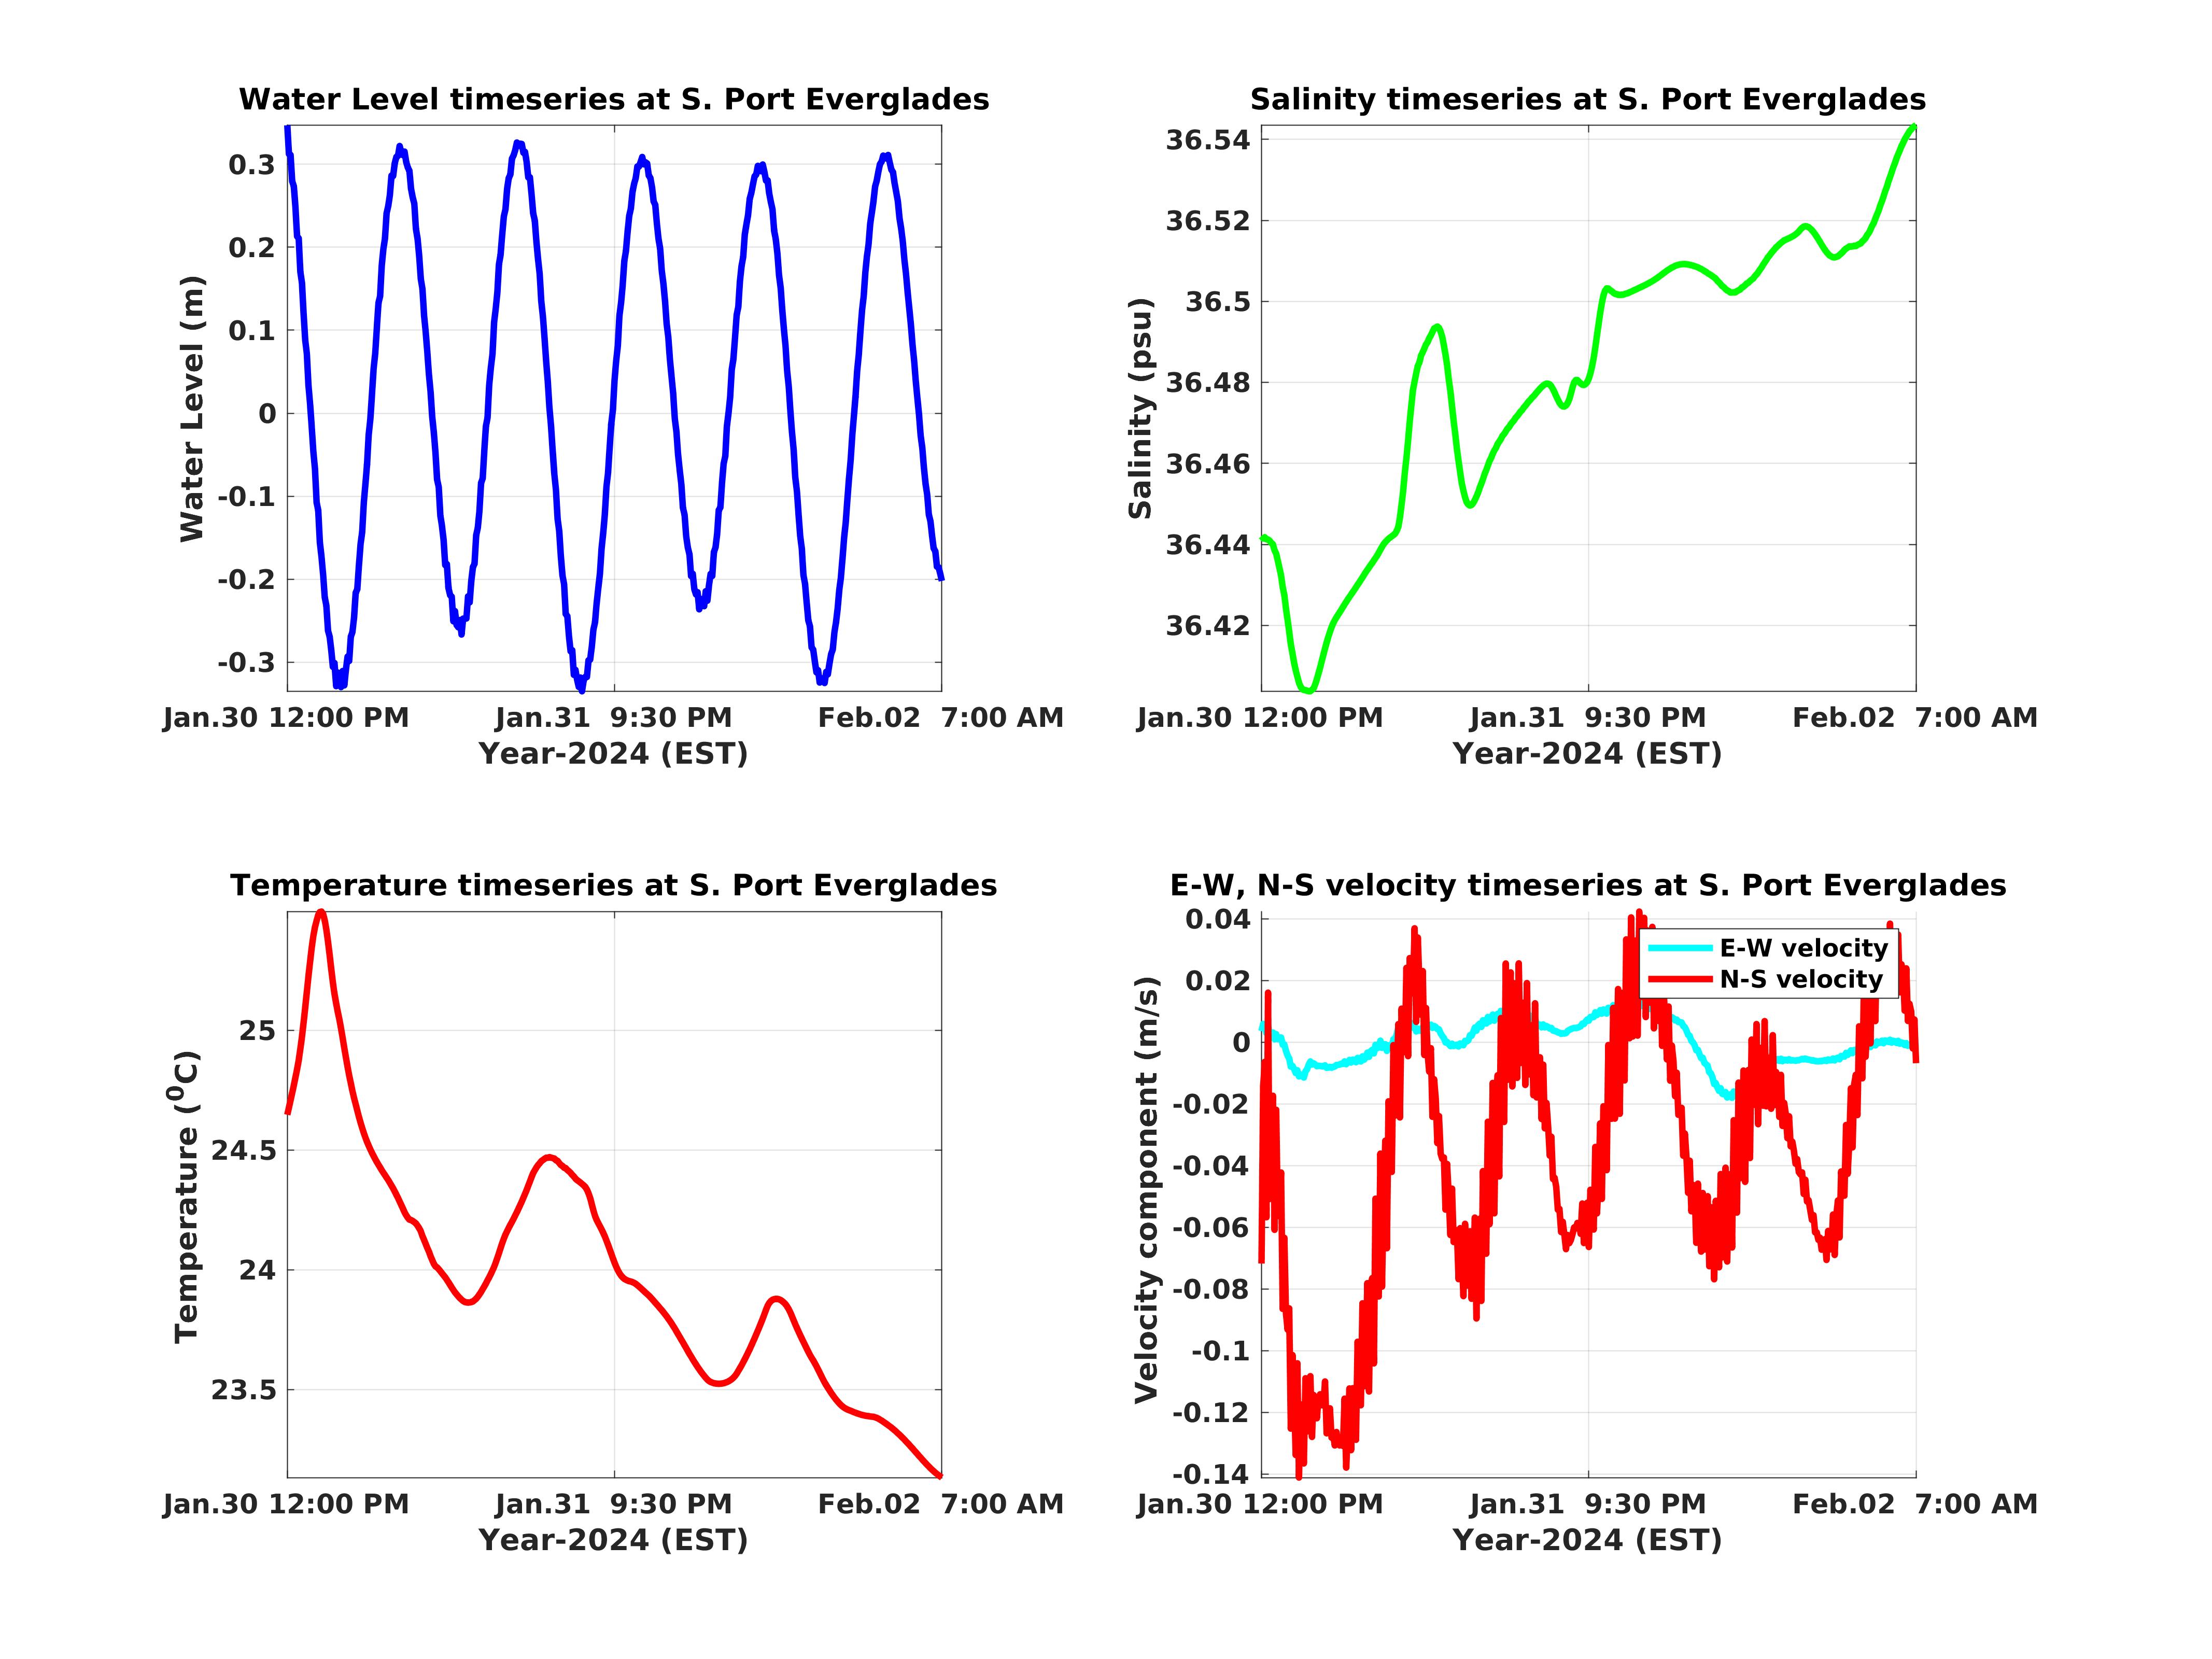 Water Level timeseries at S. Port Everglades
0.3
0.2
0.1
0
-0.1
-0.2
-0.3
Water Level (m)
Jan.30 12:00 PM
Jan.31 9:30 PM
Feb.02 7:00 AM
Year-2024 (EST)
Salinity timeseries at S. Port Everglades
36.54
36.52
36.5
36.48
36.46
36.44
36.42
Salinity (psu)
Jan.30 12:00 PM
Jan.31 9:30 PM
Feb.02 7:00 AM
Year-2024 (EST)
Temperature timeseries at S. Port Everglades
25
24.5
24
23.5
Temperature (⁰C)
Jan.30 12:00 PM
Jan.31 9:30 PM
Feb.02 7:00 AM
Year-2024 (EST)
E-W, N-S velocity timeseries at S. Port Everglades
0.04
0.02
0
-0.02
-0.04
-0.06
-0.08
-0.1
-0.12
-0.14
Velocity component (m/s)
E-W velocity
N-S velocity
Jan.30 12:00 PM
Jan.31 9:30 PM
Feb.02 7:00 AM
Year-2024 (EST)